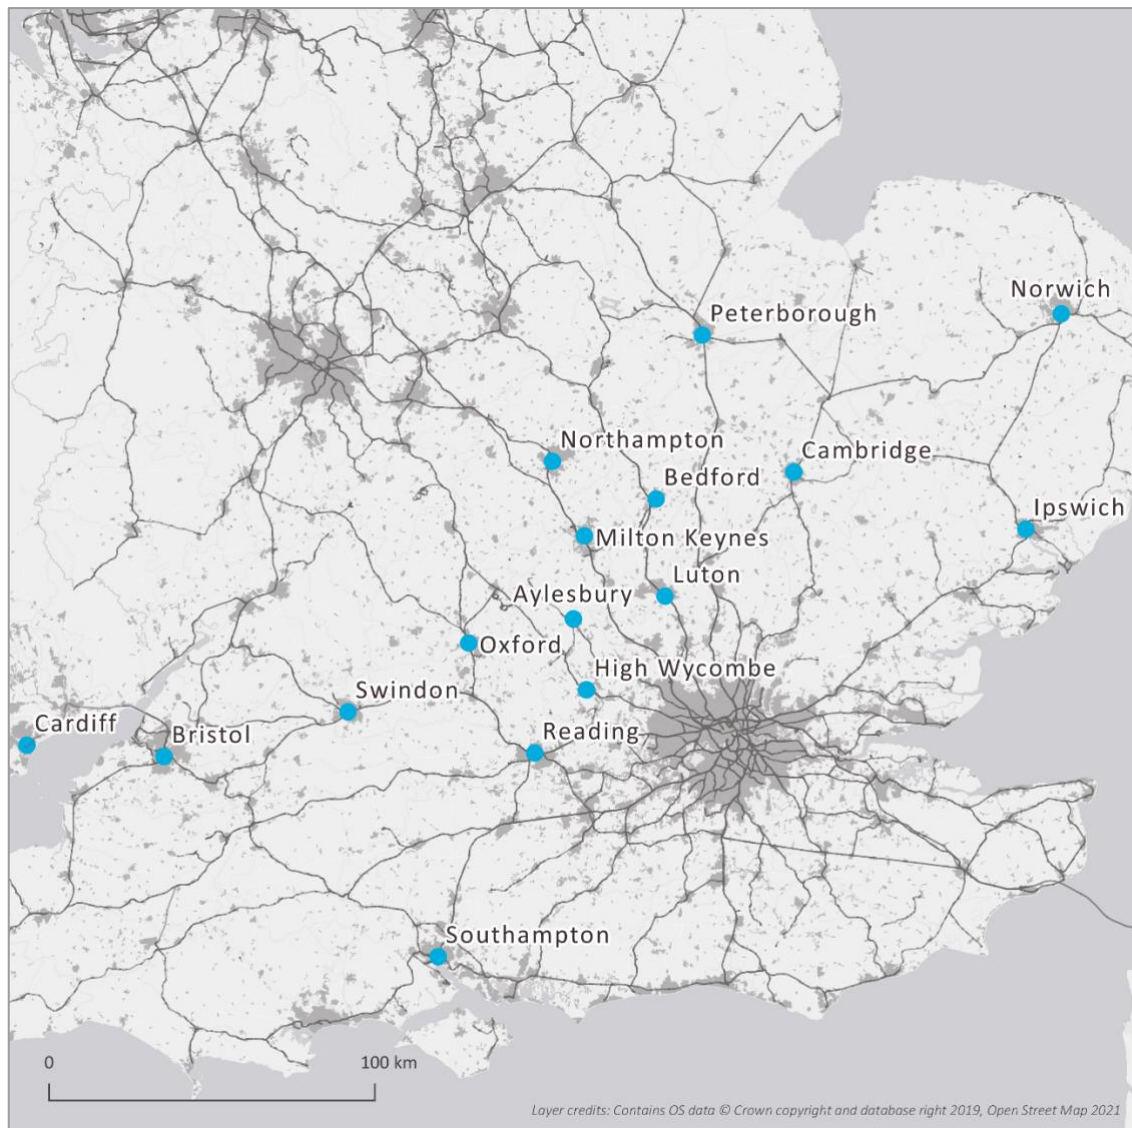 Norwich
Peterborough
Northampton
Cambridge
Bedford
Ipswich
Milton Keynes
Luton
Aylesbury
Oxford
High Wycombe
Swindon
Cardiff
Bristol
Reading
Southampton
0
100 km
Layer credits: Contains OS data © Crown copyright and database right 2019, Open Street Map 2021